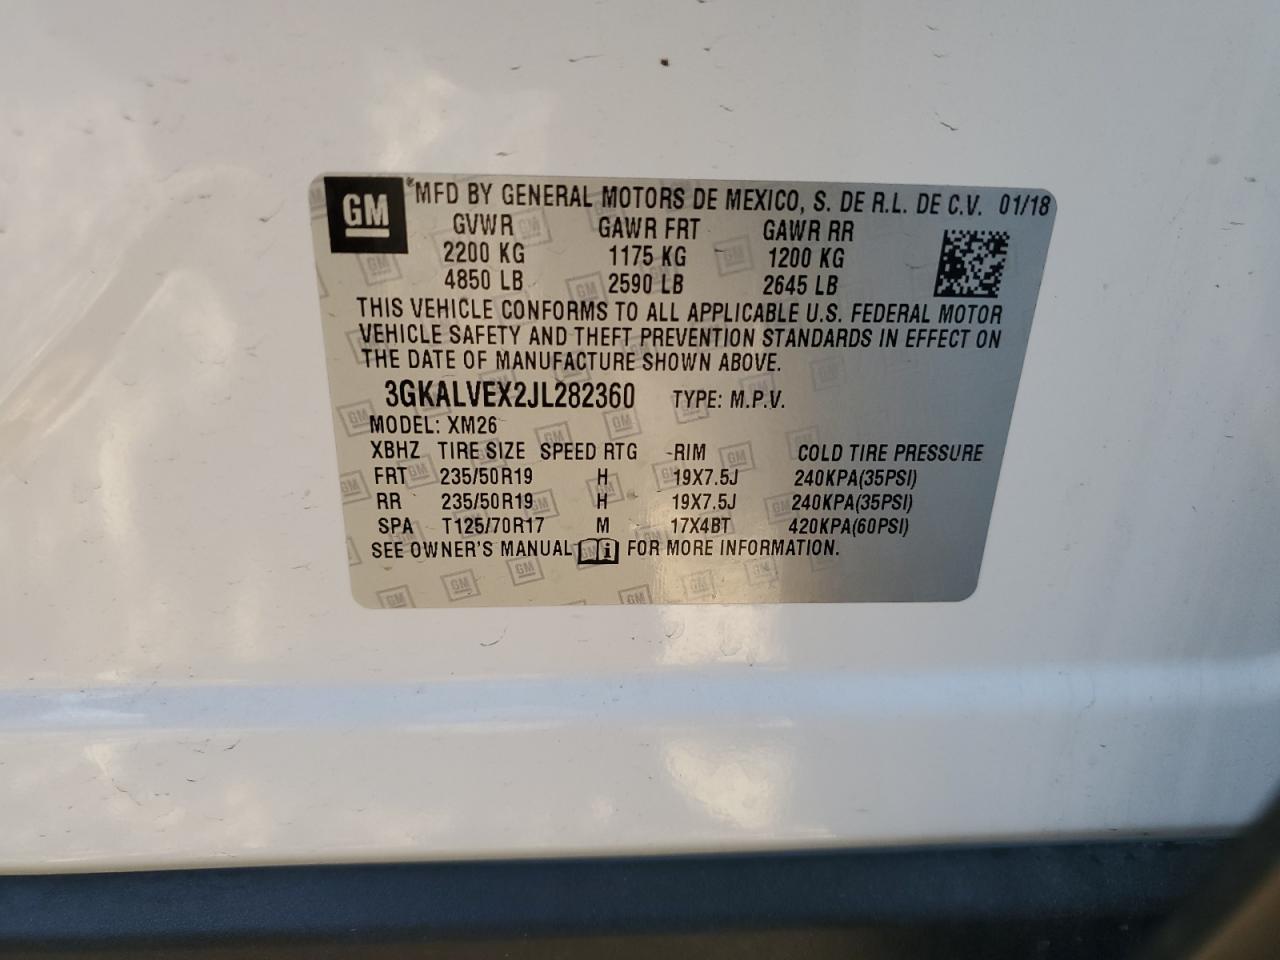 GM
*MFD BY GENERAL MOTORS DE MEXICO, S. DE R.L. DE C.V. 01/18
GVWR GAWR FRT GAWR RR
2200 KG 1175 KG 1200 KG
4850 LB 2590 LB 2645 LB
THIS VEHICLE CONFORMS TO ALL APPLICABLE U.S. FEDERAL MOTOR
VEHICLE SAFETY AND THEFT PREVENTION STANDARDS IN EFFECT ON
THE DATE OF MANUFACTURE SHOWN ABOVE.
3GKALVEX2JL282360 TYPE: M.P.V.
MODEL: XM26
XBHZ TIRE SIZE SPEED RTG RIM COLD TIRE PRESSURE
FRT 235/50R19 H 19X7.5J 240KPA(35PSI)
RR 235/50R19 H 19X7.5J 240KPA(35PSI)
SPA T125/70R17 M 17X4BT 420KPA(60PSI)
SEE OWNER'S MANUAL i FOR MORE INFORMATION.